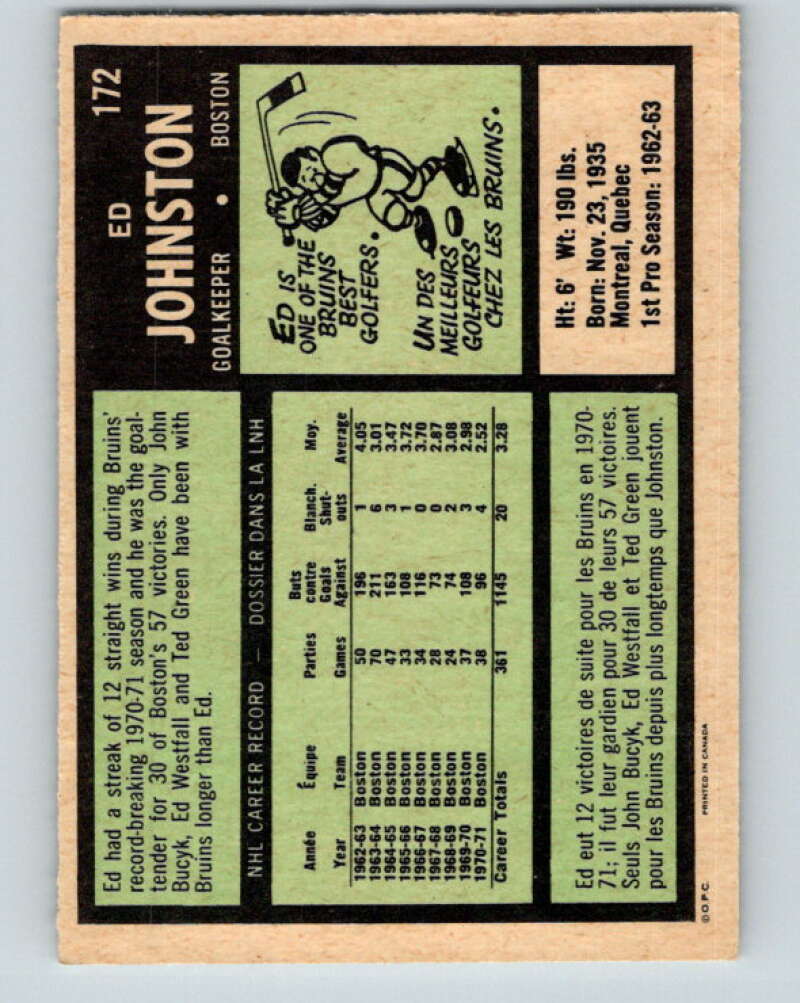 172
ED
JOHNSTON
GOALKEEPER • BOSTON
Ed had a streak of 12 straight wins during Bruins'
record-breaking 1970-71 season and he was the goal-
tender for 30 of Boston's 57 victories. Only John
Bucyk, Ed Westfall and Ted Green have been with
Bruins longer than Ed.
ED IS
ONE OF THE
BRUINS
BEST
GOLFERS.
UN DES
MEILLEURS
GOLFEURS
CHEZ LES BRUINS.
NHL CAREER RECORD — DOSSIER DANS LA LNH
Année Équipe Parties Buts contre Blanch. Moy.
Year Team Games Goals Against Shut-outs Average
1962-63 Boston 50 196 1 4.05
1963-64 Boston 70 211 6 3.01
1964-65 Boston 47 163 3 3.47
1965-66 Boston 33 108 1 3.72
1966-67 Boston 34 116 0 3.70
1967-68 Boston 28 73 0 2.87
1968-69 Boston 24 74 2 3.08
1969-70 Boston 37 108 3 2.98
1970-71 Boston 38 96 4 2.52
Career Totals 361 1145 20 3.28
Ht: 6' Wt: 190 lbs.
Born: Nov. 23, 1935
Montreal, Quebec
1st Pro Season: 1962-63
Ed eut 12 victoires de suite pour les Bruins en 1970-
71; il fut leur gardien pour 30 de leurs 57 victoires.
Seuls John Bucyk, Ed Westfall et Ted Green jouent
pour les Bruins depuis plus longtemps que Johnston.
© O.P.C. PRINTED IN CANADA